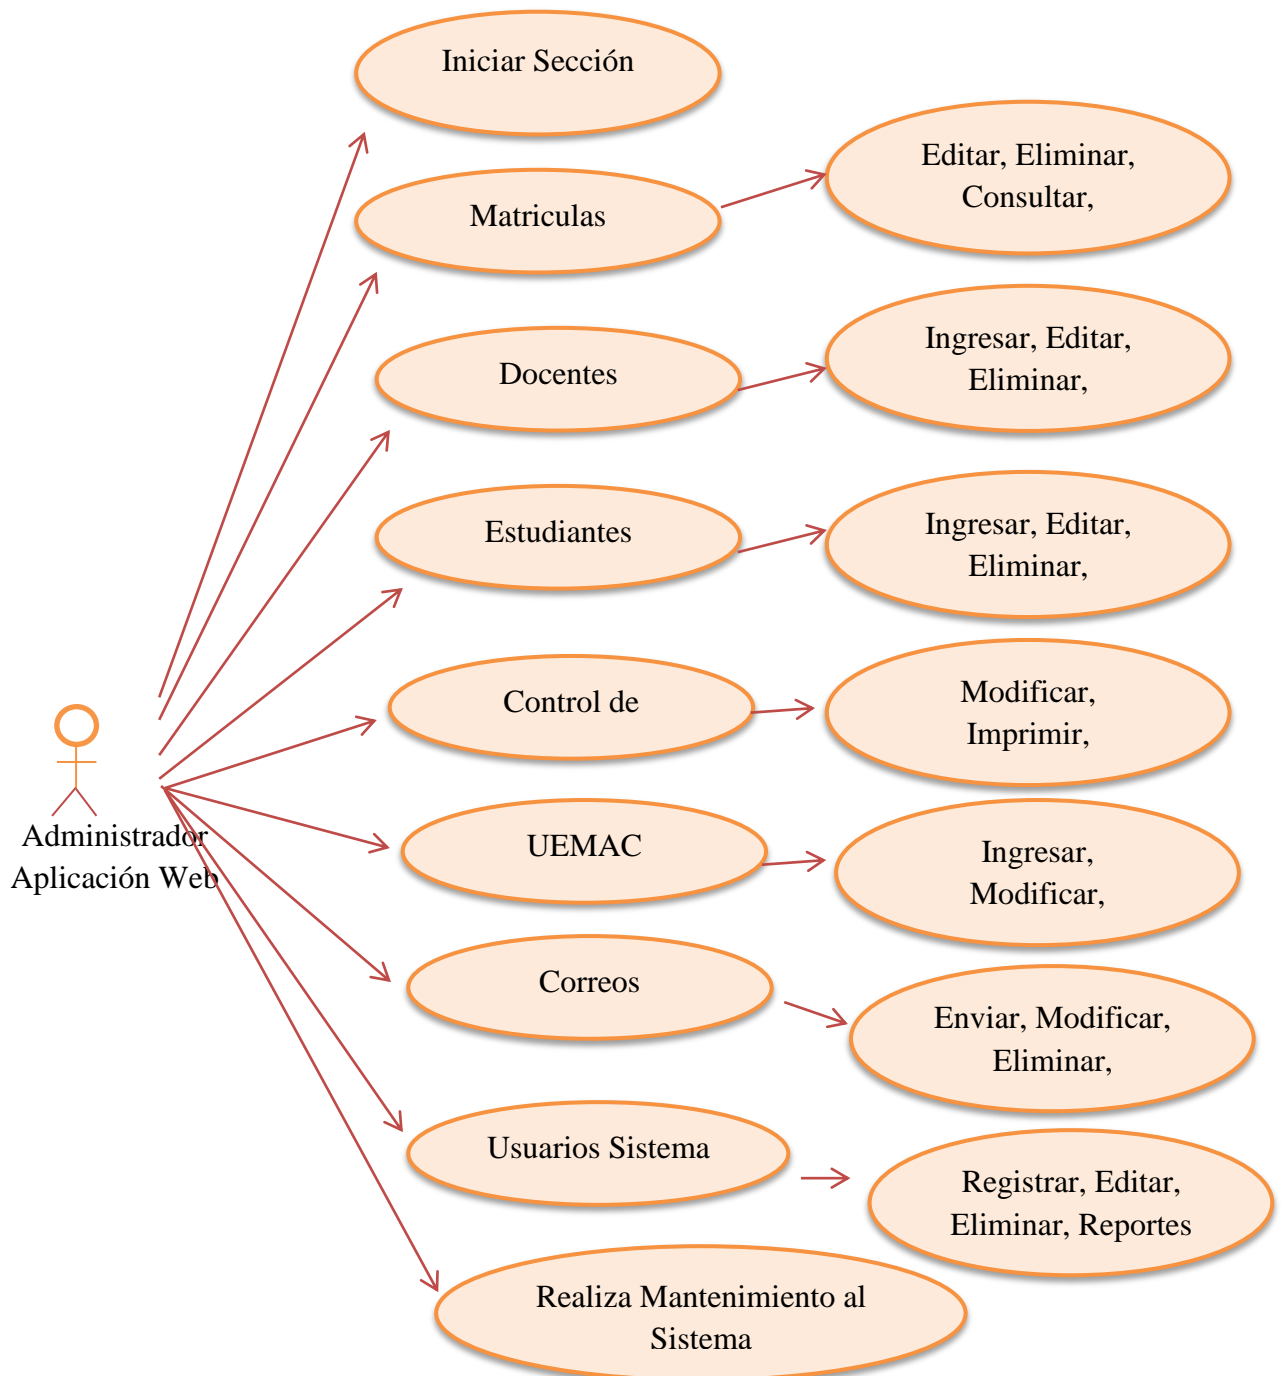 Iniciar Sección
Editar, Eliminar,
Consultar,
Matriculas
Ingresar, Editar,
Eliminar,
Docentes
Ingresar, Editar,
Eliminar,
Estudiantes
Modificar,
Imprimir,
Control de
Administrador
Aplicación Web
UEMAC
Ingresar,
Modificar,
Correos
Enviar, Modificar,
Eliminar,
Usuarios Sistema
Registrar, Editar,
Eliminar, Reportes
Realiza Mantenimiento al
Sistema